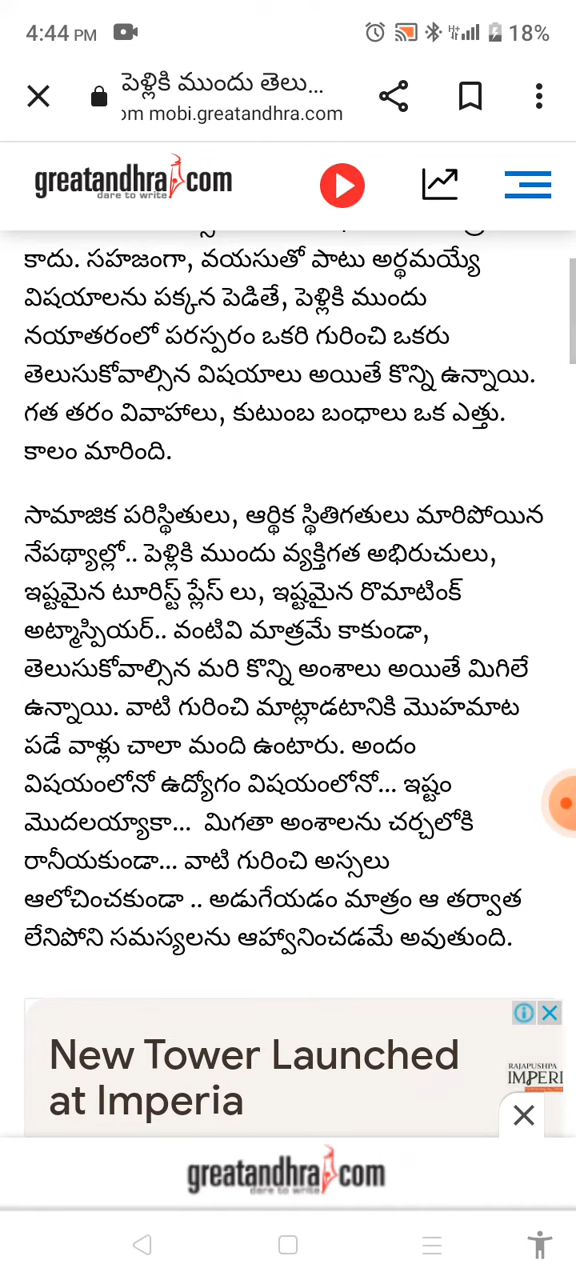 4:44 PM
18%
పెళ్లికి ముందు తెలు...
om mobi.greatandhra.com
greatandhra.com
dare to write
కాదు. సహజంగా, వయసుతో పాటు అర్థమయ్యే
విషయాలను పక్కన పెడితే, పెళ్లికి ముందు
నయాతరంలో పరస్పరం ఒకరి గురించి ఒకరు
తెలుసుకోవాల్సిన విషయాలు అయితే కొన్ని ఉన్నాయి.
గత తరం వివాహాలు, కుటుంబ బంధాలు ఒక ఎత్తు.
కాలం మారింది.
సామాజిక పరిస్థితులు, ఆర్థిక స్థితిగతులు మారిపోయిన
నేపథ్యాల్లో.. పెళ్లికి ముందు వ్యక్తిగత అభిరుచులు,
ఇష్టమైన టూరిస్ట్ ప్లేస్ లు, ఇష్టమైన రొమాటింక్
అట్మాస్పియర్.. వంటివి మాత్రమే కాకుండా,
తెలుసుకోవాల్సిన మరి కొన్ని అంశాలు అయితే మిగిలే
ఉన్నాయి. వాటి గురించి మాట్లాడటానికి మొహమాట
పడే వాళ్లు చాలా మంది ఉంటారు. అందం
విషయంలోనో ఉద్యోగం విషయంలోనో... ఇష్టం
మొదలయ్యాకా... మిగతా అంశాలను చర్చలోకి
రానీయకుండా... వాటి గురించి అస్సలు
ఆలోచించకుండా .. అడుగేయడం మాత్రం ఆ తర్వాత
లేనిపోని సమస్యలను ఆహ్వానించడమే అవుతుంది.
New Tower Launched
at Imperia
RAJAPUSHPA
IMPERI
greatandhra.com
dare to write